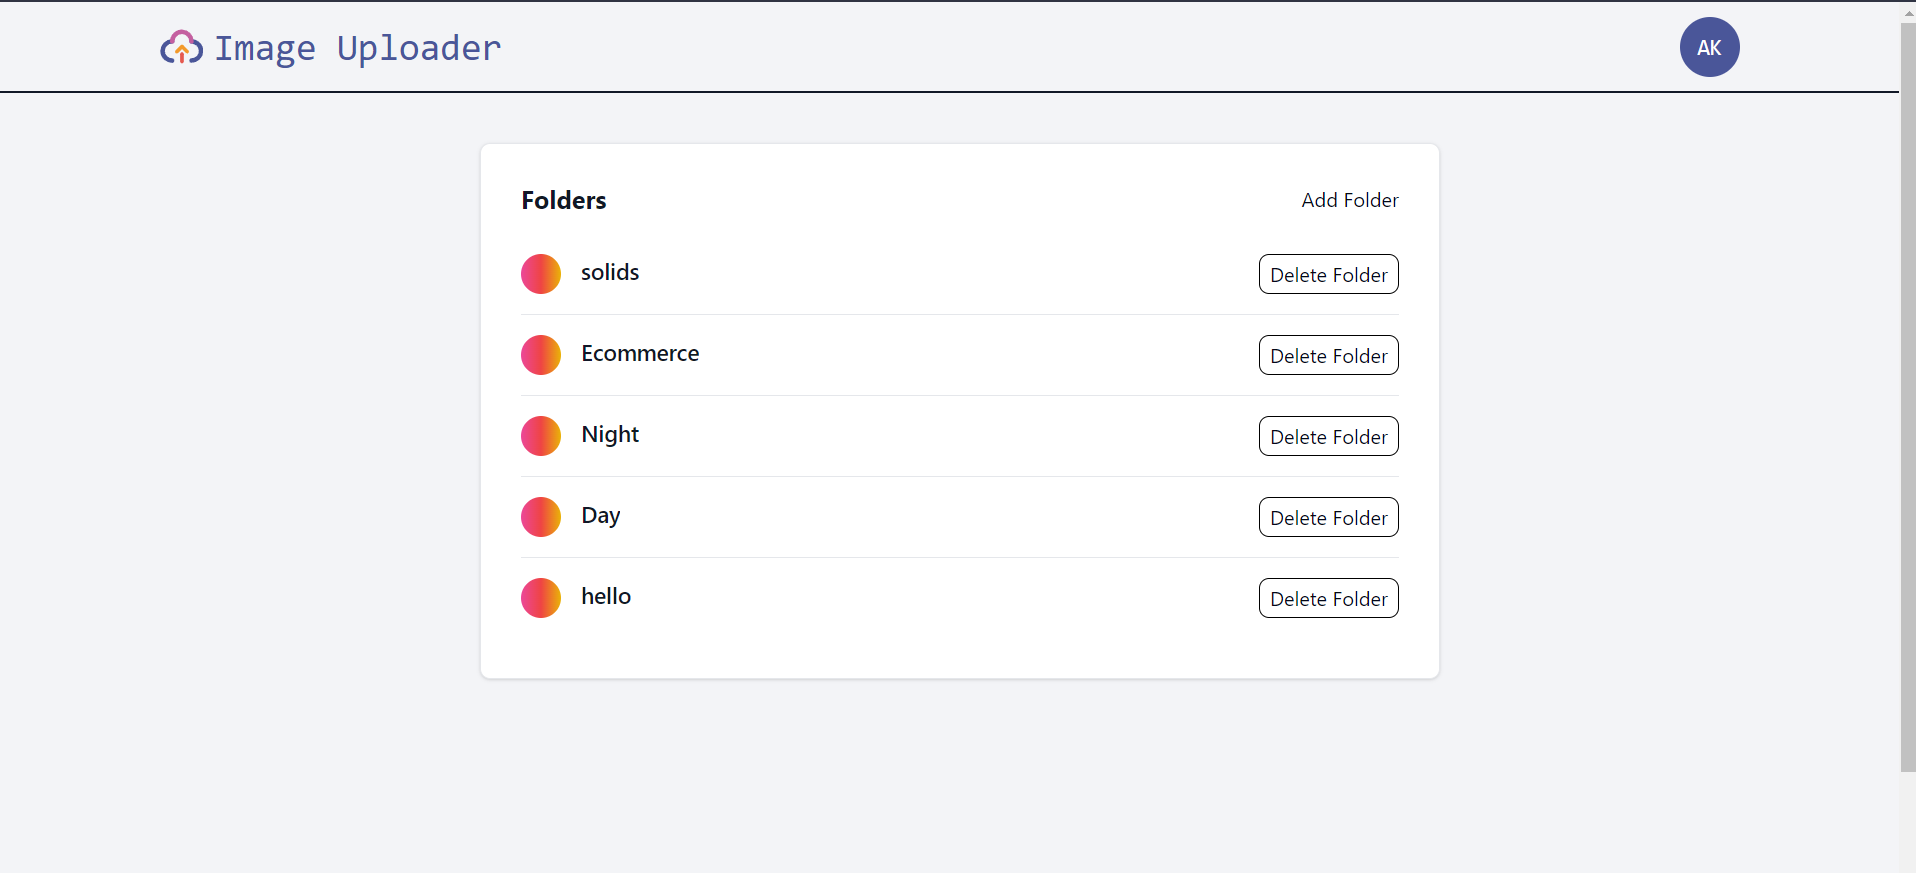 Image Uploader
AK
Folders
Add Folder
solids
Delete Folder
Ecommerce
Delete Folder
Night
Delete Folder
Day
Delete Folder
hello
Delete Folder